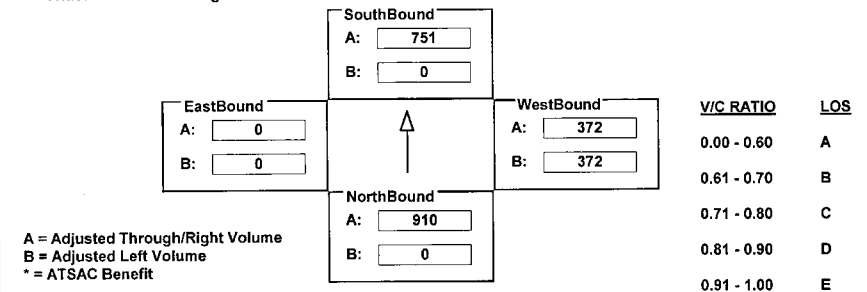 SouthBound
A: 751
B: 0
EastBound
A: 0
B: 0
WestBound
A: 372
B: 372
NorthBound
A: 910
B: 0
A = Adjusted Through/Right Volume
B = Adjusted Left Volume
* = ATSAC Benefit
V/C RATIO LOS
0.00 - 0.60 A
0.61 - 0.70 B
0.71 - 0.80 C
0.81 - 0.90 D
0.91 - 1.00 E